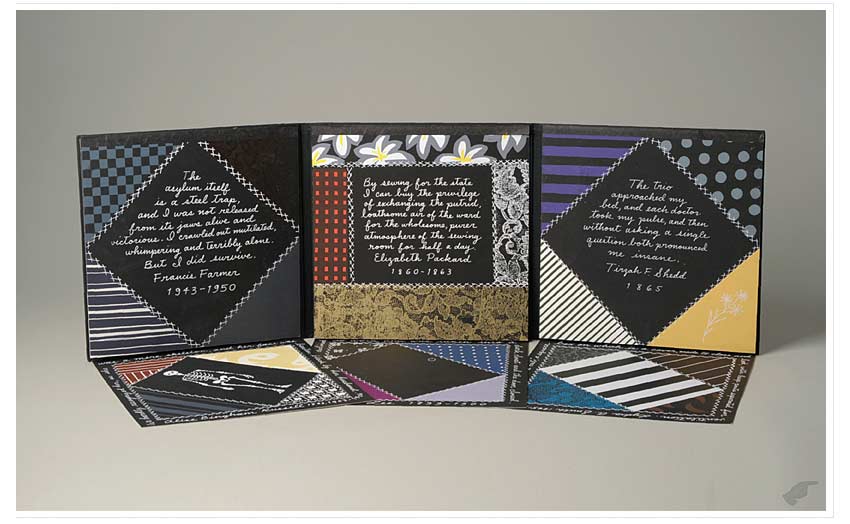 The
asylum itself
is a steel trap,
and I was not released
from its jaws alive and
victorious. I crawled out mutilated,
whimpering and terribly alone.
But I did survive.
Francis Farmer
1943-1950
By sewing for the state
I can buy the privilege
of exchanging the putrid,
loathsome air of the ward
for the wholesome, purer
atmosphere of the sewing
room for half a day.
Elizabeth Packard
1860-1863
The two
approached my
bed, and each doctor
took my pulse, and then
without asking a single
question both pronounced
me insane.
Tirzah F. Shedd
1865